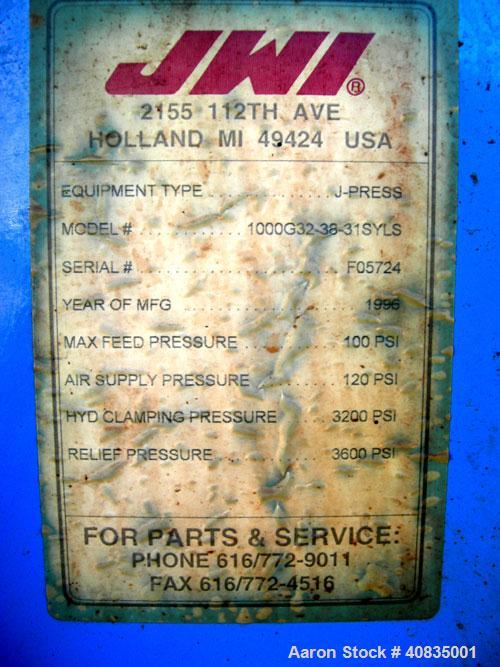 JWI®
2155 112TH AVE
HOLLAND MI 49424 USA
EQUIPMENT TYPE .................... J-PRESS
MODEL # .................... 1000G32-38-31SYLS
SERIAL # .................... F05724
YEAR OF MFG .................... 1996
MAX FEED PRESSURE .................... 100 PSI
AIR SUPPLY PRESSURE .................... 120 PSI
HYD CLAMPING PRESSURE .................... 3200 PSI
RELIEF PRESSURE .................... 3600 PSI
FOR PARTS & SERVICE:
PHONE 616/772-9011
FAX 616/772-4516
Aaron Stock # 40835001